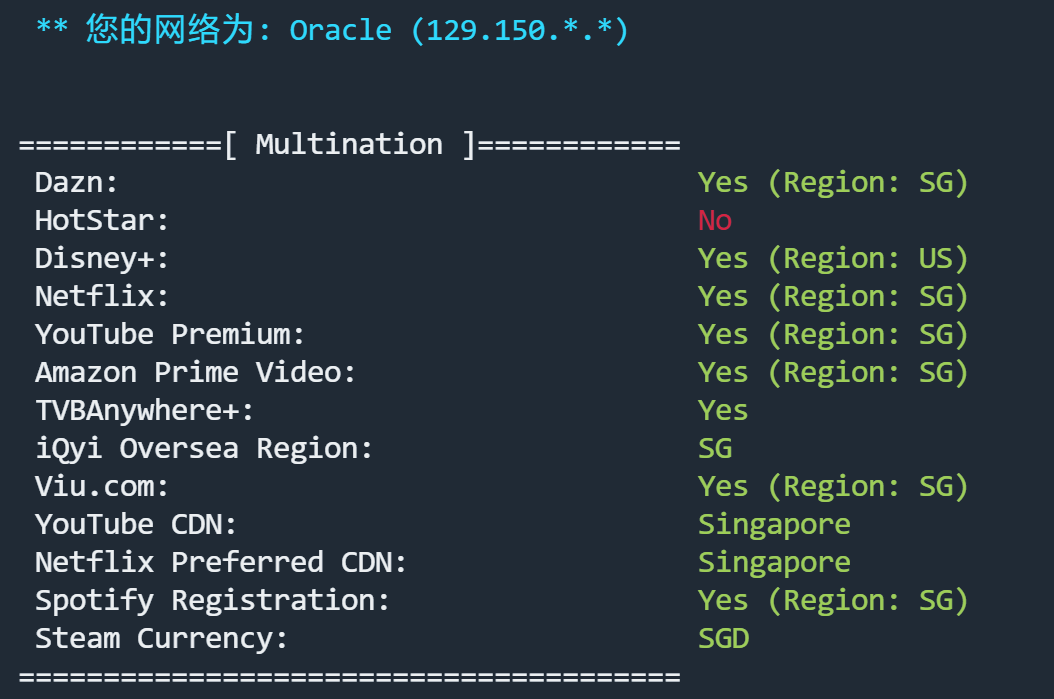 ** 您的网络为: Oracle (129.150.*.*)
============[ Multination ]============
Dazn: Yes (Region: SG)
HotStar: No
Disney+: Yes (Region: US)
Netflix: Yes (Region: SG)
YouTube Premium: Yes (Region: SG)
Amazon Prime Video: Yes (Region: SG)
TVBAnywhere+: Yes
iQyi Oversea Region: SG
Viu.com: Yes (Region: SG)
YouTube CDN: Singapore
Netflix Preferred CDN: Singapore
Spotify Registration: Yes (Region: SG)
Steam Currency: SGD
=======================================